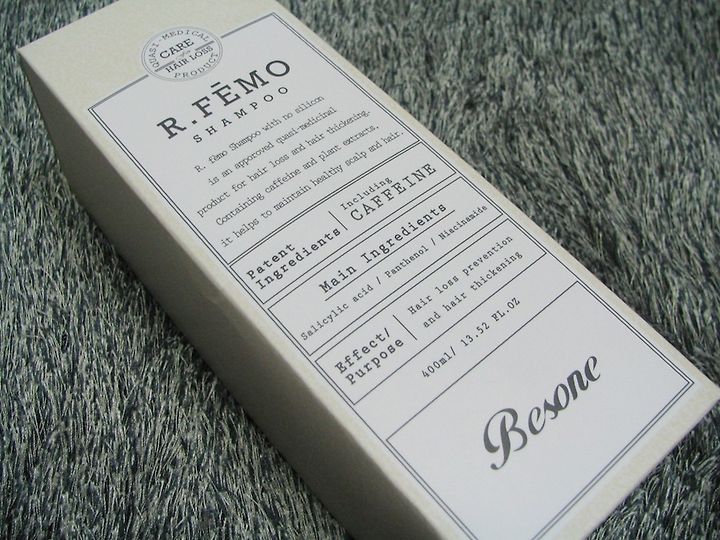 QUASI-MEDICAL
CARE
HAIR LOSS
PRODUCT
R.FĒMO
SHAMPOO
R. fēmo Shampoo with no silicon
is an apporoved quasi-medicinal
product for hair loss and hair thickening.
Containing caffeine and plant extracts,
it helps to maintain healthy scalp and hair.
Patent
Ingredients
Including
CAFFEINE
Main Ingredients
Salicylic acid / Panthenol / Niacinamide
Effect/
Purpose
Hair loss prevention
and hair thickening
400ml/ 13.52 FL.OZ
Besone